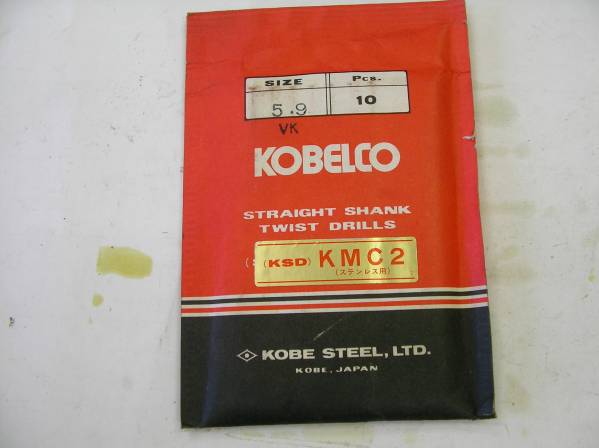 SIZE Pcs.
5.9 10
VK
KOBELCO
STRAIGHT SHANK
TWIST DRILLS
(KSD) KMC2
(ステンレス用)
KOBE STEEL, LTD.
KOBE, JAPAN